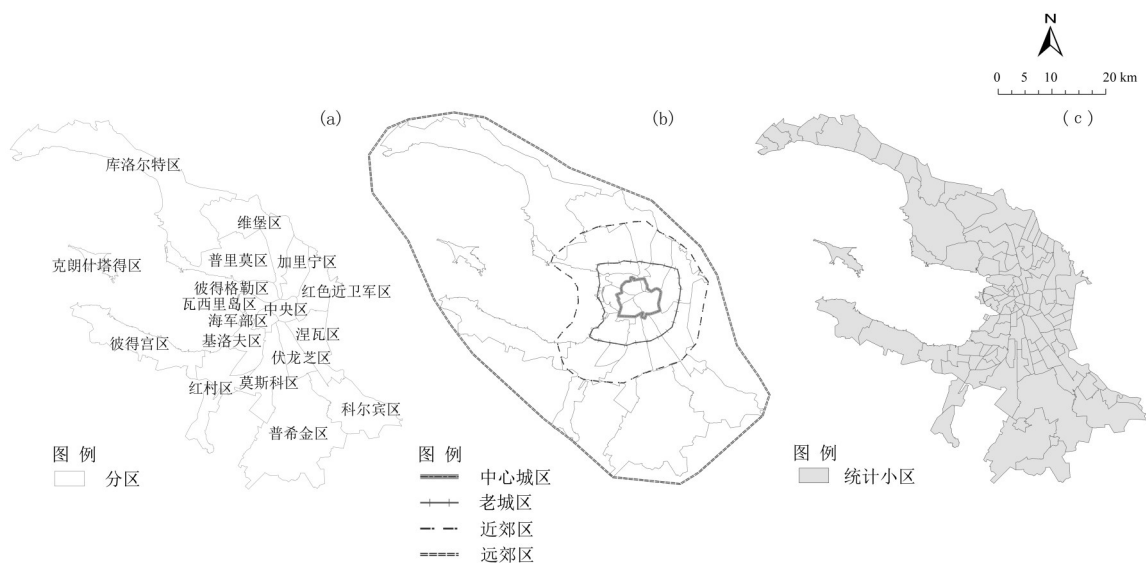 N
0 5 10 20 km
(a)
(b)
(c)
库洛尔特区
维堡区
普里莫区
加里宁区
克朗什塔得区
彼得格勒区
红色近卫军区
瓦西里岛区
中央区
海军部区
涅瓦区
彼得宫区
基洛夫区
伏龙芝区
红村区
莫斯科区
科尔宾区
普希金区
图 例
分区
图 例
中心城区
老城区
近郊区
远郊区
图 例
统计小区